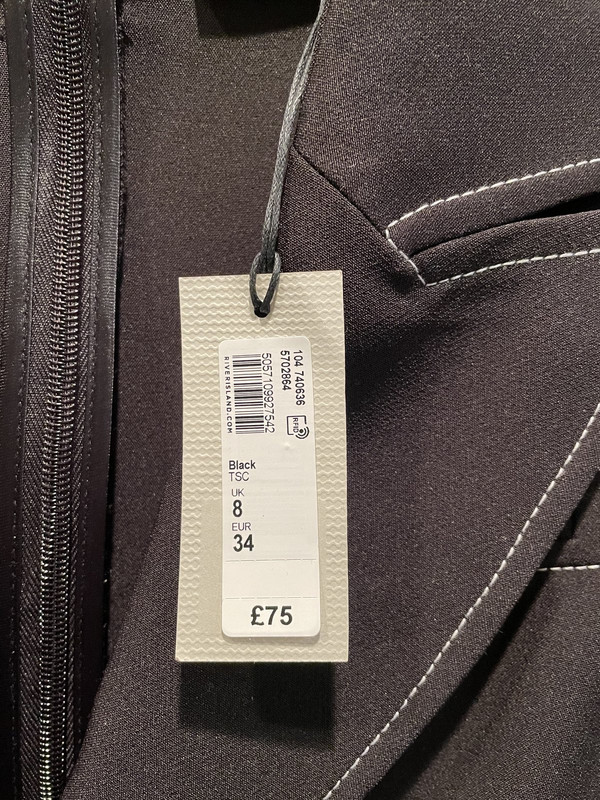 104 740636
5702864
RFID
5057109927542
RIVERISLAND.COM
Black
TSC
UK
8
EUR
34
£75